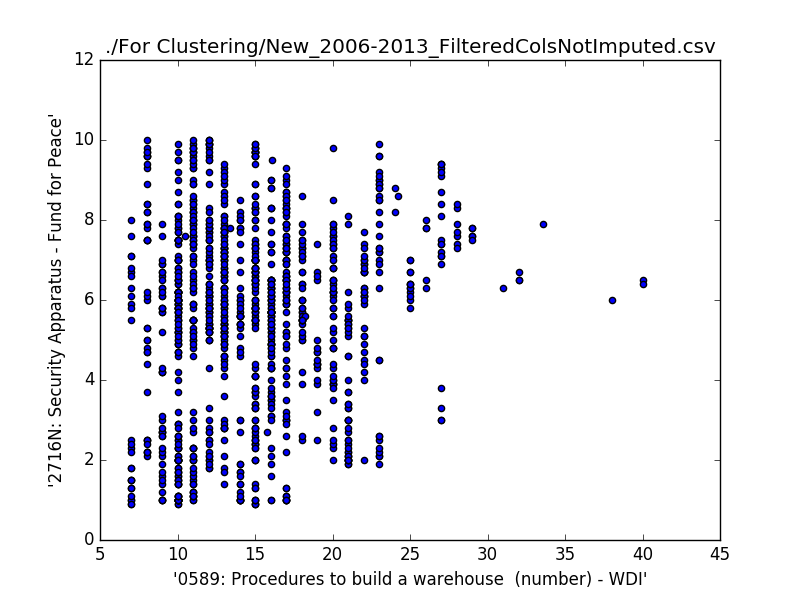 ./For Clustering/New_2006-2013_FilteredColsNotImputed.csv
12
10
8
6
4
2
0
'2716N: Security Apparatus - Fund for Peace'
5 10 15 20 25 30 35 40 45
'0589: Procedures to build a warehouse  (number) - WDI'